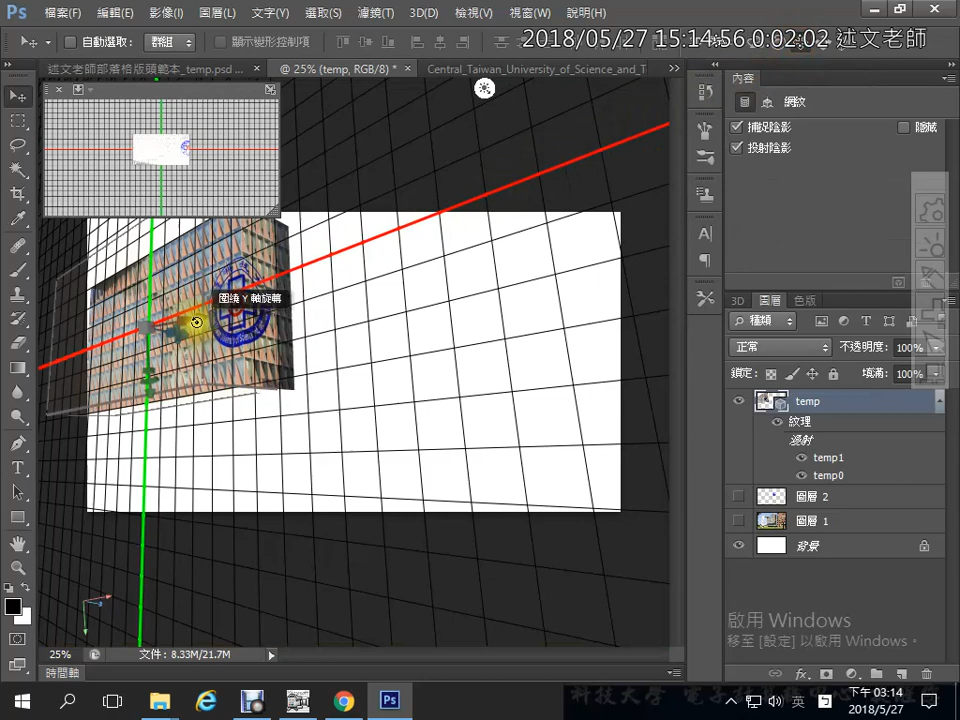 Ps 檔案(F) 編輯(E) 影像(I) 圖層(L) 文字(Y) 選取(S) 濾鏡(T) 3D(D) 檢視(V) 視窗(W) 說明(H)
自動選取： 群組 顯示變形控制項
2018/05/27 15:14:56 0:02:02 述文老師
述文老師部落格版頭範本_temp.psd ... × @ 25% (temp, RGB/8) * × Central_Taiwan_University_of_Science_and_T >>
內容
網紋
捕捉陰影 隱藏
投射陰影
圍繞 Y 軸旋轉
3D 圖層 色版
種類
正常 不透明度： 100%
鎖定： 填滿： 100%
temp
紋理
漫射
temp1
temp0
圖層 2
圖層 1
背景
啟用 Windows
移至 [設定] 以啟用 Windows。
25% 文件: 8.33M/21.7M
時間軸
科技大學
英
下午 03:14
2018/5/27